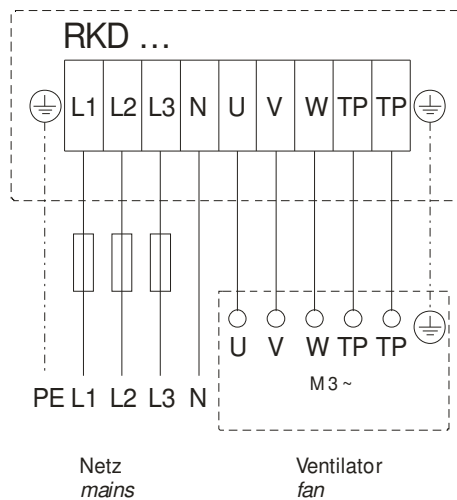 RKD ...
L1 L2 L3 N U V W TP TP
U V W TP TP
M 3 ~
PE L1 L2 L3 N
Netz Ventilator
mains fan